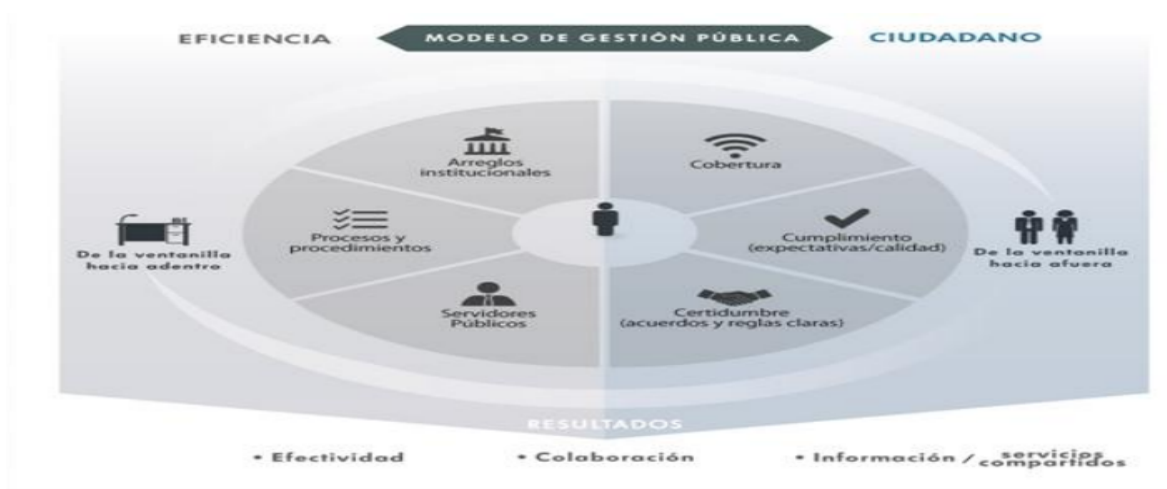 EFICIENCIA
MODELO DE GESTIÓN PÚBLICA
CIUDADANO
Arreglos
institucionales
Cobertura
Procesos y
procedimientos
Cumplimiento
(expectativas/calidad)
De la ventanilla
hacia adentro
De la ventanilla
hacia afuera
Servidores
Públicos
Certidumbre
(acuerdos y reglas claras)
RESULTADOS
• Efectividad
• Colaboración
• Información / servicios
compartidos